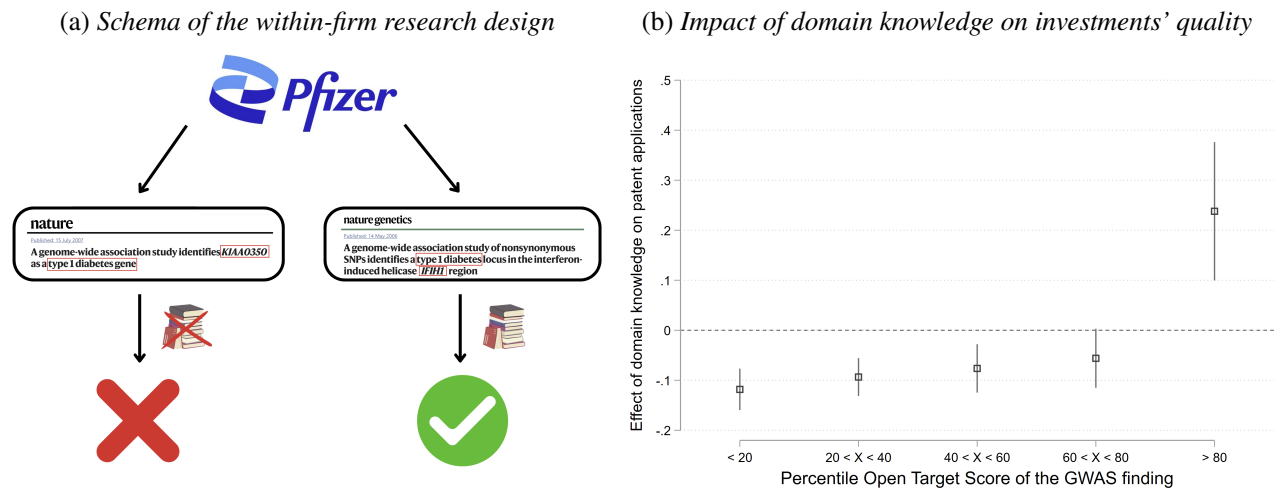 (a) Schema of the within-firm research design
Pfizer
nature
Published: 15 July 2007
A genome-wide association study identifies KIAA0350
as a type 1 diabetes gene
nature genetics
Published: 14 May 2006
A genome-wide association study of nonsynonymous
SNPs identifies a type 1 diabetes locus in the interferon-
induced helicase IFIH1 region
(b) Impact of domain knowledge on investments' quality
Effect of domain knowledge on patent applications
.5
.4
.3
.2
.1
0
-.1
-.2
< 20
20 < X < 40
40 < X < 60
60 < X < 80
> 80
Percentile Open Target Score of the GWAS finding